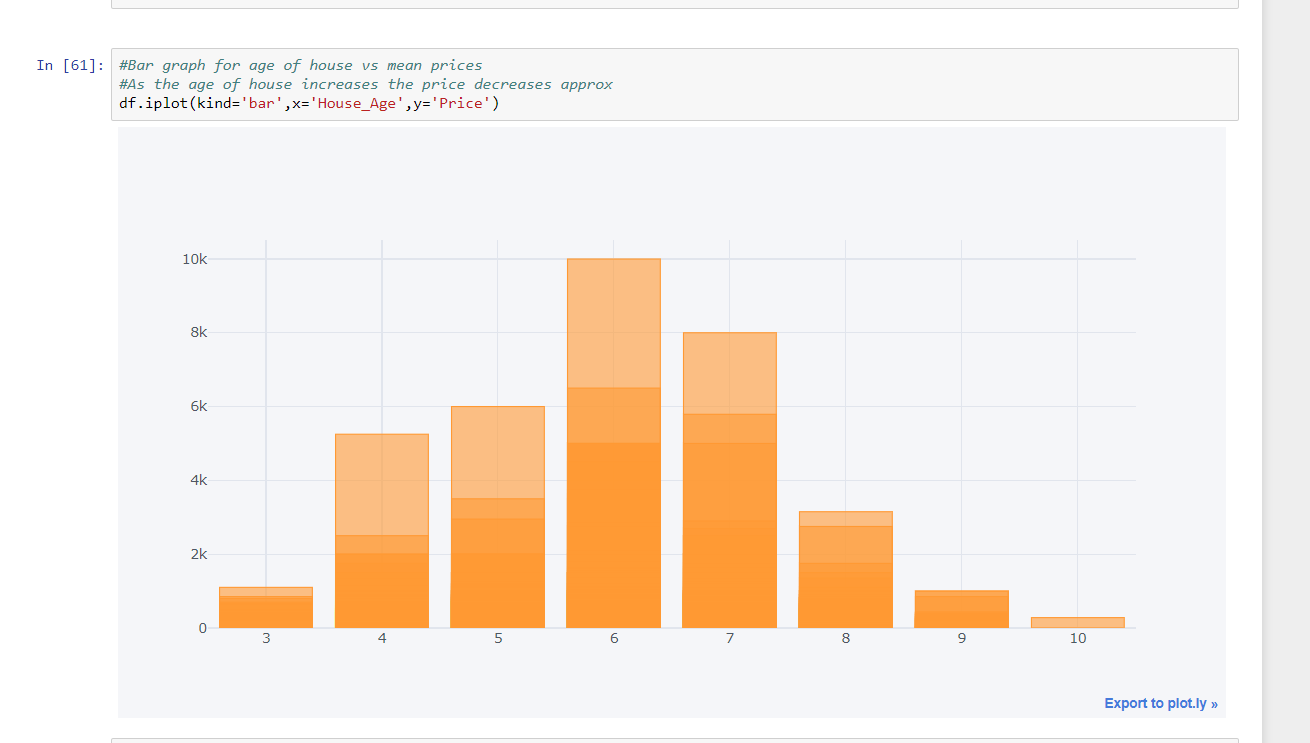 In [61]:
#Bar graph for age of house vs mean prices
#As the age of house increases the price decreases approx
df.iplot(kind='bar',x='House_Age',y='Price')
10k
8k
6k
4k
2k
0
3 4 5 6 7 8 9 10
Export to plot.ly »